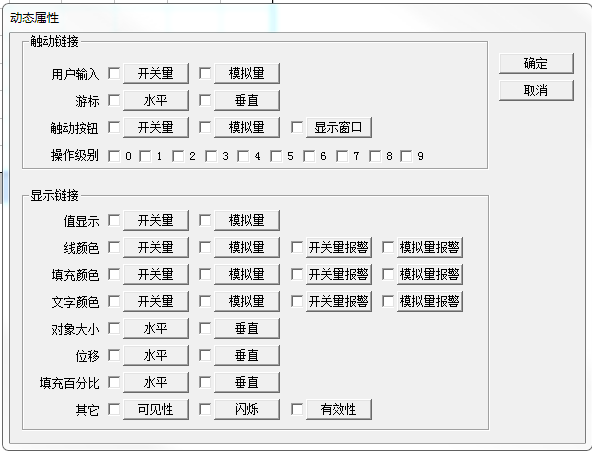 动态属性
触动链接
用户输入 开关量 模拟量
游标 水平 垂直
触动按钮 开关量 模拟量 显示窗口
操作级别 0 1 2 3 4 5 6 7 8 9
确定
取消
显示链接
值显示 开关量 模拟量
线颜色 开关量 模拟量 开关量报警 模拟量报警
填充颜色 开关量 模拟量 开关量报警 模拟量报警
文字颜色 开关量 模拟量 开关量报警 模拟量报警
对象大小 水平 垂直
位移 水平 垂直
填充百分比 水平 垂直
其它 可见性 闪烁 有效性